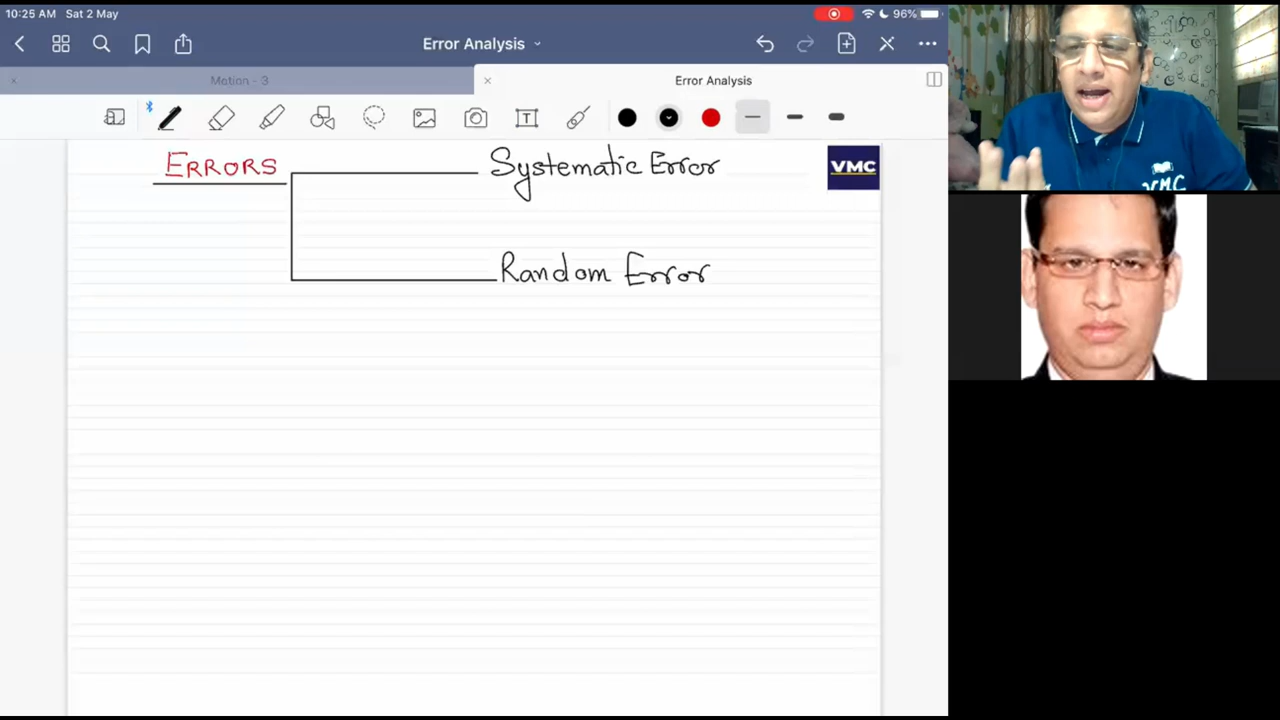 10:25 AM Sat 2 May
96%
Error Analysis
Motion - 3
Error Analysis
T
ERRORS
Systematic Error
VMC
Random Error
VMC